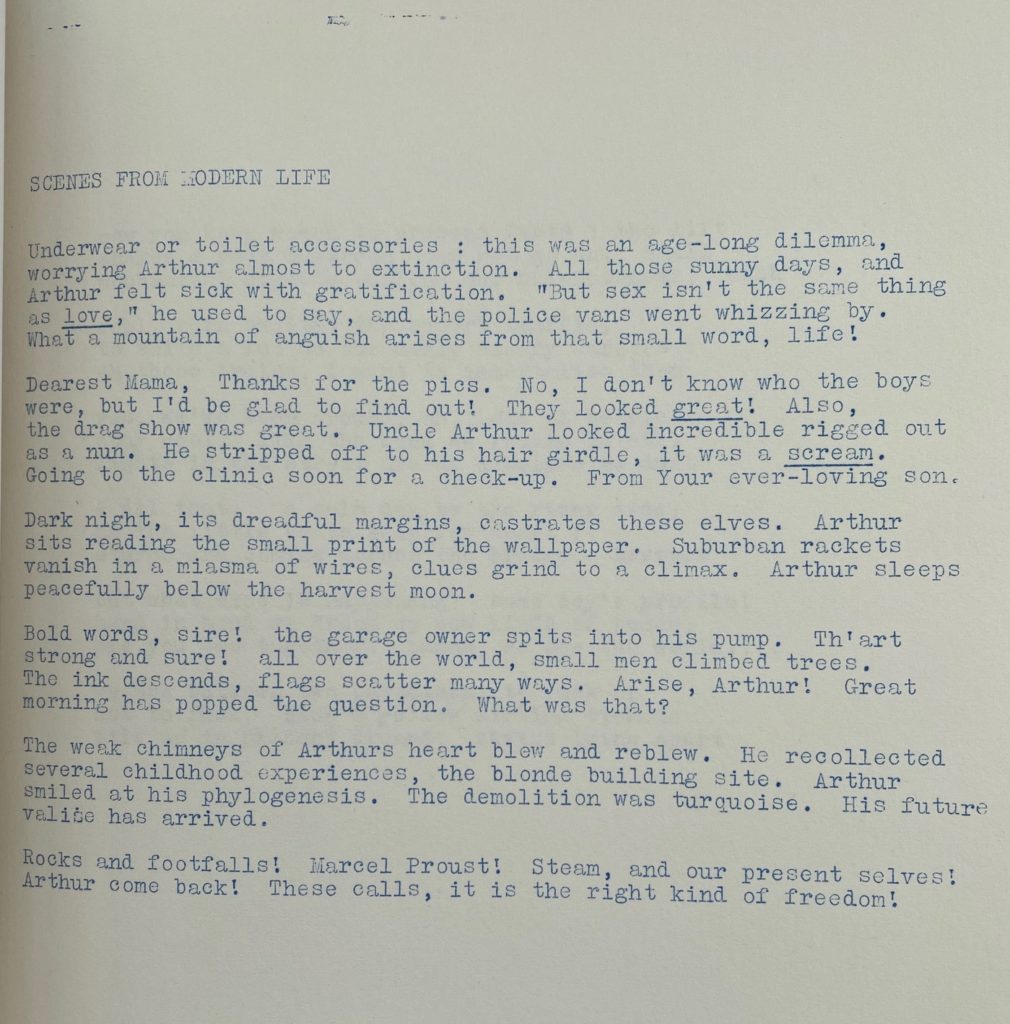 SCENES FROM MODERN LIFE
Underwear or toilet accessories : this was an age-long dilemma,
worrying Arthur almost to extinction. All those sunny days, and
Arthur felt sick with gratification. "But sex isn't the same thing
as love," he used to say, and the police vans went whizzing by.
What a mountain of anguish arises from that small word, life!
Dearest Mama, Thanks for the pics. No, I don't know who the boys
were, but I'd be glad to find out! They looked great! Also,
the drag show was great. Uncle Arthur looked incredible rigged out
as a nun. He stripped off to his hair girdle, it was a scream.
Going to the clinic soon for a check-up. From Your ever-loving son.
Dark night, its dreadful margins, castrates these elves. Arthur
sits reading the small print of the wallpaper. Suburban rackets
vanish in a miasma of wires, clues grind to a climax. Arthur sleeps
peacefully below the harvest moon.
Bold words, sire! the garage owner spits into his pump. Th'art
strong and sure! all over the world, small men climbed trees.
The ink descends, flags scatter many ways. Arise, Arthur! Great
morning has popped the question. What was that?
The weak chimneys of Arthurs heart blew and reblew. He recollected
several childhood experiences, the blonde building site. Arthur
smiled at his phylogenesis. The demolition was turquoise. His future
valise has arrived.
Rocks and footfalls! Marcel Proust! Steam, and our present selves!
Arthur come back! These calls, it is the right kind of freedom!